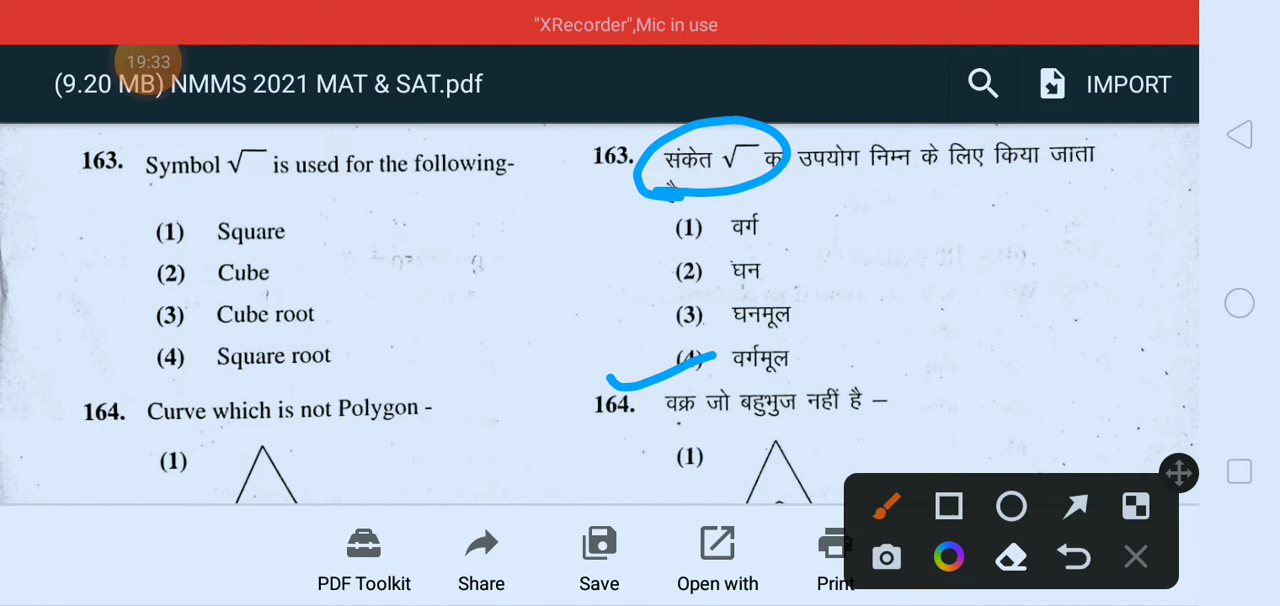 "XRecorder",Mic in use
19:33
(9.20 MB) NMMS 2021 MAT & SAT.pdf
IMPORT
163. Symbol √ is used for the following-
(1) Square
(2) Cube
(3) Cube root
(4) Square root
164. Curve which is not Polygon -
(1)
163. संकेत √ का उपयोग निम्न के लिए किया जाता
(1) वर्ग
(2) घन
(3) घनमूल
(4) वर्गमूल
164. वक्र जो बहुभुज नहीं है –
(1)
PDF Toolkit
Share
Save
Open with
Print